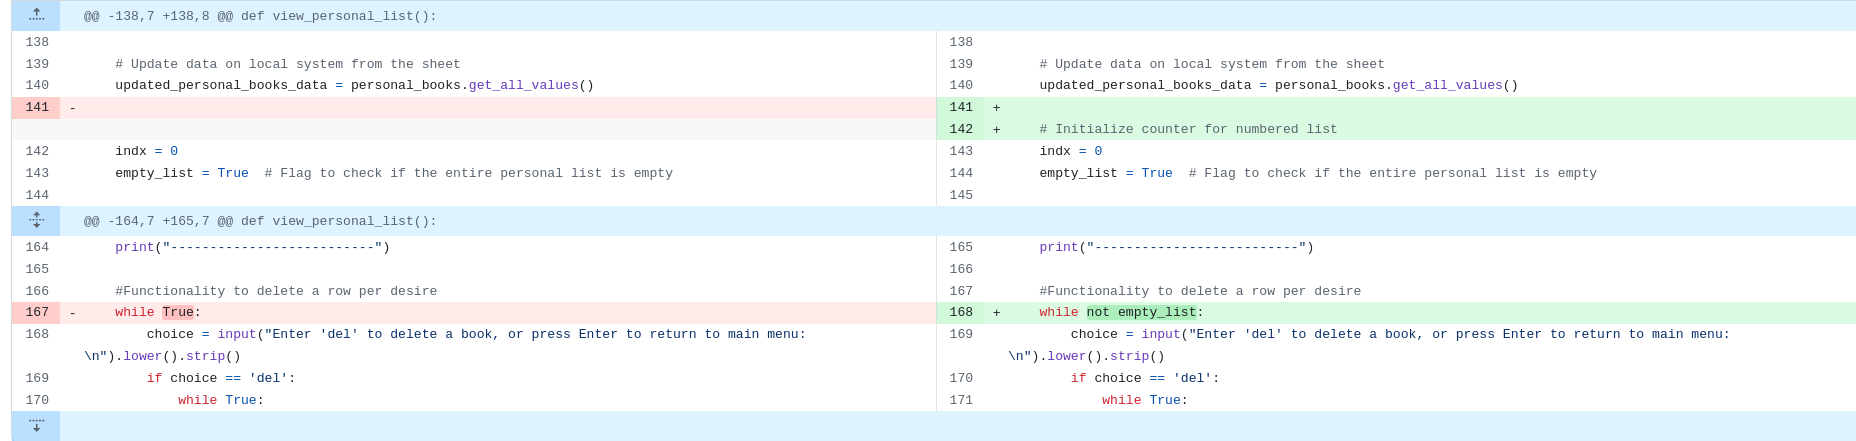 @@ -138,7 +138,8 @@ def view_personal_list():
138 138
139 # Update data on local system from the sheet 139 # Update data on local system from the sheet
140 updated_personal_books_data = personal_books.get_all_values() 140 updated_personal_books_data = personal_books.get_all_values()
141 - 141 +
142 + # Initialize counter for numbered list
142 indx = 0 143 indx = 0
143 empty_list = True # Flag to check if the entire personal list is empty 144 empty_list = True # Flag to check if the entire personal list is empty
144 145
@@ -164,7 +165,7 @@ def view_personal_list():
164 print("--------------------------") 165 print("--------------------------")
165 166
166 #Functionality to delete a row per desire 167 #Functionality to delete a row per desire
167 - while True: 168 + while not empty_list:
168 choice = input("Enter 'del' to delete a book, or press Enter to return to main menu: 169 choice = input("Enter 'del' to delete a book, or press Enter to return to main menu:
\n").lower().strip() \n").lower().strip()
169 if choice == 'del': 170 if choice == 'del':
170 while True: 171 while True: